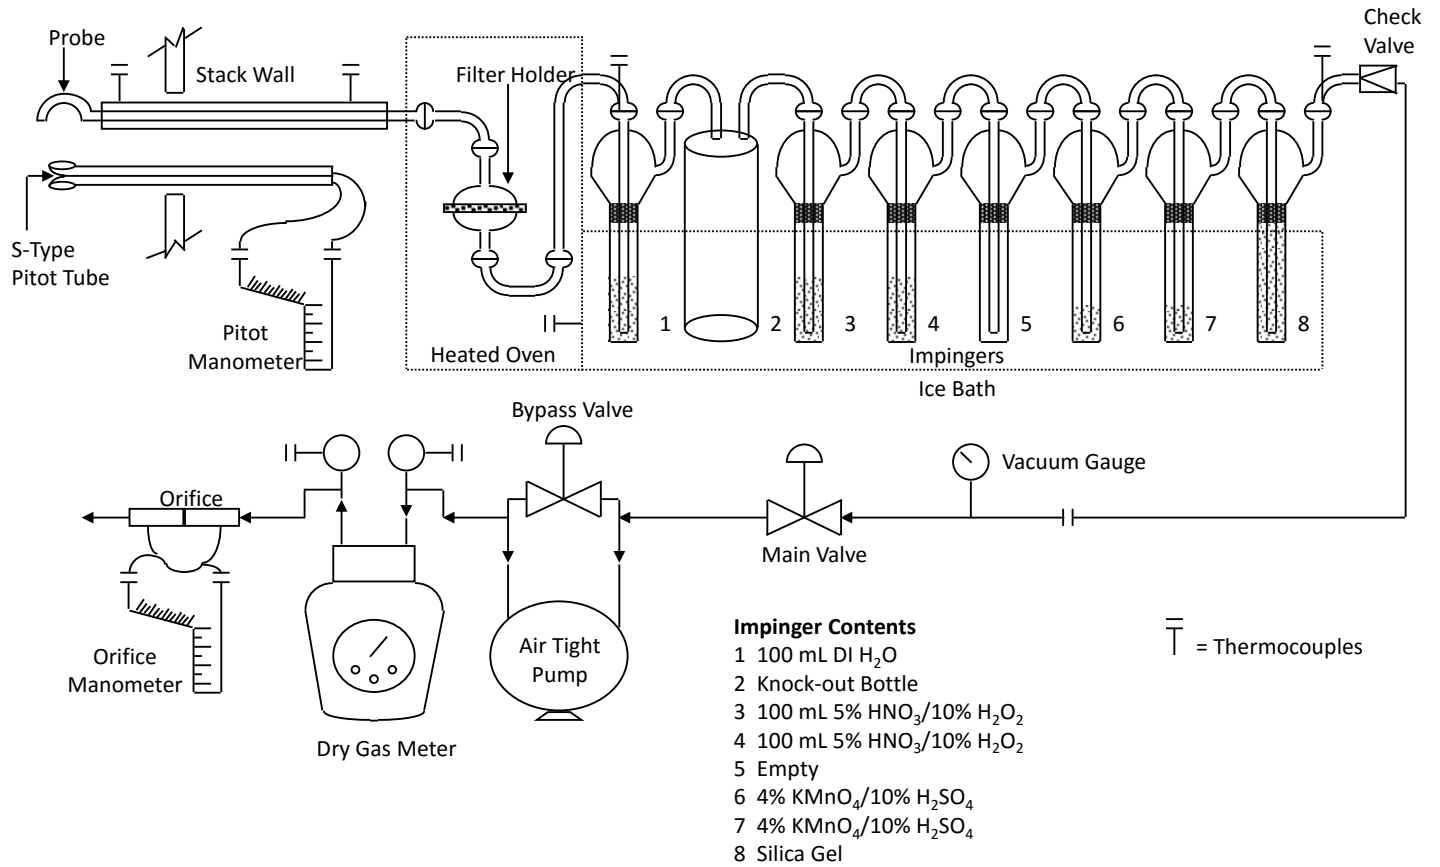 Check
Valve
Probe
Stack Wall
Filter Holder
S-Type
Pitot Tube
Pitot
Manometer
Heated Oven
1
2
3
4
5
6
7
8
Impingers
Ice Bath
Bypass Valve
Vacuum Gauge
Orifice
Main Valve
Orifice
Manometer
Air Tight
Pump
Dry Gas Meter
Impinger Contents
1 100 mL DI H₂O
2 Knock-out Bottle
3 100 mL 5% HNO₃/10% H₂O₂
4 100 mL 5% HNO₃/10% H₂O₂
5 Empty
6 4% KMnO₄/10% H₂SO₄
7 4% KMnO₄/10% H₂SO₄
8 Silica Gel
= Thermocouples